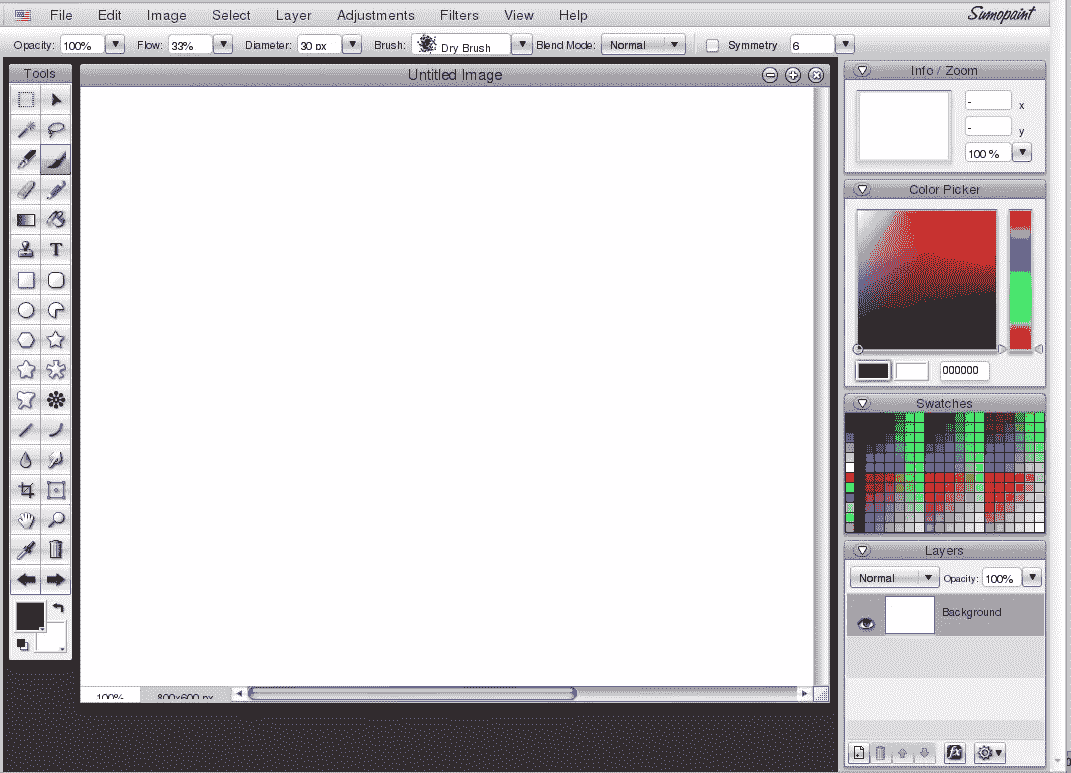 File Edit Image Select Layer Adjustments Filters View Help Sumopaint
Opacity: 100% Flow: 33% Diameter: 30 px Brush: Dry Brush Blend Mode: Normal Symmetry 6
Tools
Untitled Image
T
100% 800x600 px
Info / Zoom
- x
- y
100 %
Color Picker
000000
Swatches
Layers
Normal Opacity: 100%
Background
fx